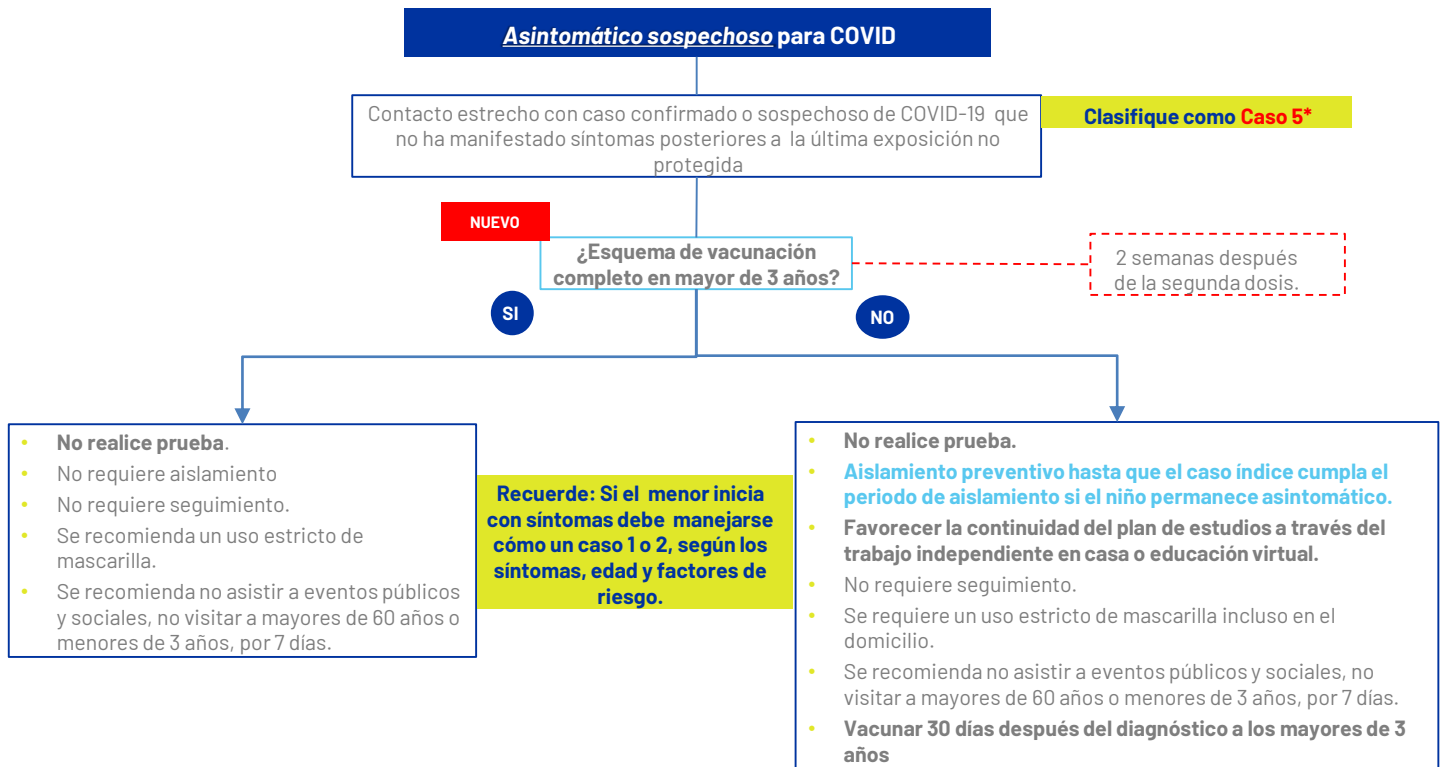 Asintomático sospechoso para COVID
Contacto estrecho con caso confirmado o sospechoso de COVID-19 que
no ha manifestado síntomas posteriores a la última exposición no
protegida
Clasifique como Caso 5*
NUEVO
¿Esquema de vacunación
completo en mayor de 3 años?
2 semanas después
de la segunda dosis.
SI
NO
• No realice prueba.
• No requiere aislamiento
• No requiere seguimiento.
• Se recomienda un uso estricto de
mascarilla.
• Se recomienda no asistir a eventos públicos
y sociales, no visitar a mayores de 60 años o
menores de 3 años, por 7 días.
Recuerde: Si el menor inicia
con síntomas debe manejarse
cómo un caso 1 o 2, según los
síntomas, edad y factores de
riesgo.
• No realice prueba.
• Aislamiento preventivo hasta que el caso índice cumpla el
periodo de aislamiento si el niño permanece asintomático.
• Favorecer la continuidad del plan de estudios a través del
trabajo independiente en casa o educación virtual.
• No requiere seguimiento.
• Se requiere un uso estricto de mascarilla incluso en el
domicilio.
• Se recomienda no asistir a eventos públicos y sociales, no
visitar a mayores de 60 años o menores de 3 años, por 7 días.
• Vacunar 30 días después del diagnóstico a los mayores de 3
años